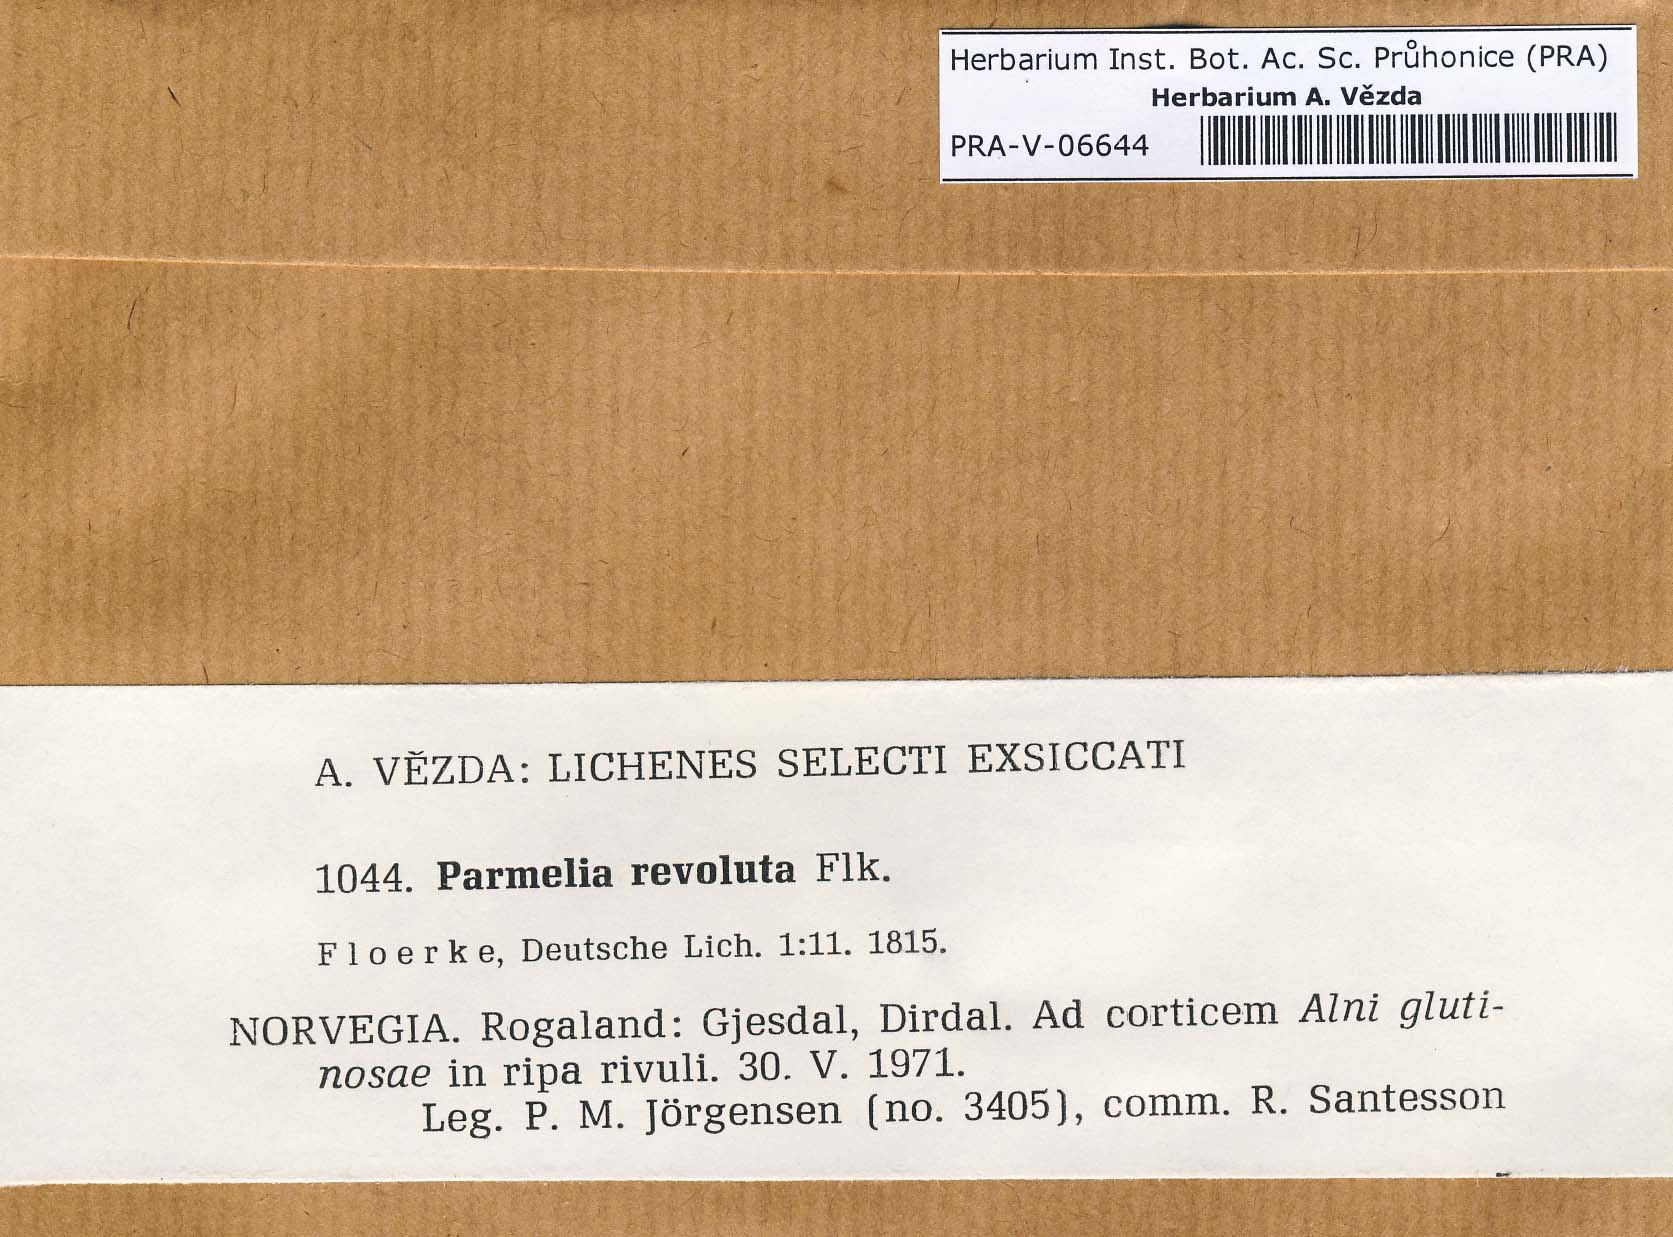 Herbarium Inst. Bot. Ac. Sc. Průhonice (PRA)
Herbarium A. Vězda
PRA-V-06644
A. VĚZDA: LICHENES SELECTI EXSICCATI
1044. Parmelia revoluta Flk.
Floerke, Deutsche Lich. 1:11. 1815.
NORVEGIA. Rogaland: Gjesdal, Dirdal. Ad corticem Alni gluti-
nosae in ripa rivuli. 30. V. 1971.
Leg. P. M. Jörgensen (no. 3405), comm. R. Santesson